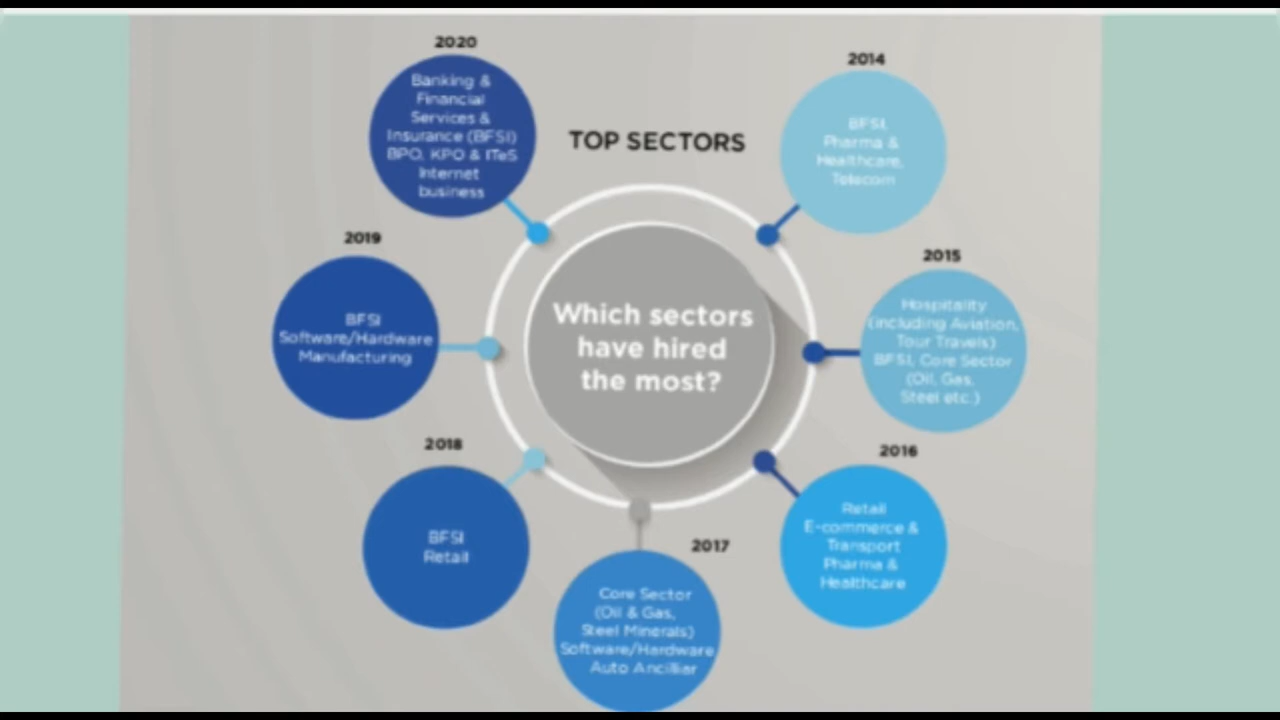 TOP SECTORS
Which sectors
have hired
the most?
2014
BFSI,
Pharma &
Healthcare,
Telecom
2015
Hospitality
(including Aviation,
Tour Travels)
BFSI, Core Sector
(Oil, Gas,
Steel etc.)
2016
Retail
E-commerce &
Transport
Pharma &
Healthcare
2017
Core Sector
(Oil & Gas,
Steel Minerals)
Software/Hardware
Auto Ancilliar
2018
BFSI
Retail
2019
BFSI
Software/Hardware
Manufacturing
2020
Banking &
Financial
Services &
Insurance (BFSI)
BPO, KPO & ITeS
Internet
business